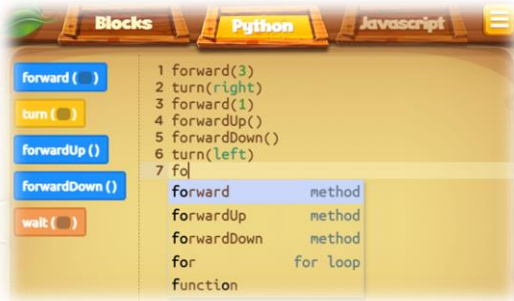 Blocks
Python
Javascript
forward ( )
turn ( )
forwardUp ()
forwardDown ()
wait ( )
1 forward(3)
2 turn(right)
3 forward(1)
4 forwardUp()
5 forwardDown()
6 turn(left)
7 fo
forward method
forwardUp method
forwardDown method
for for loop
function